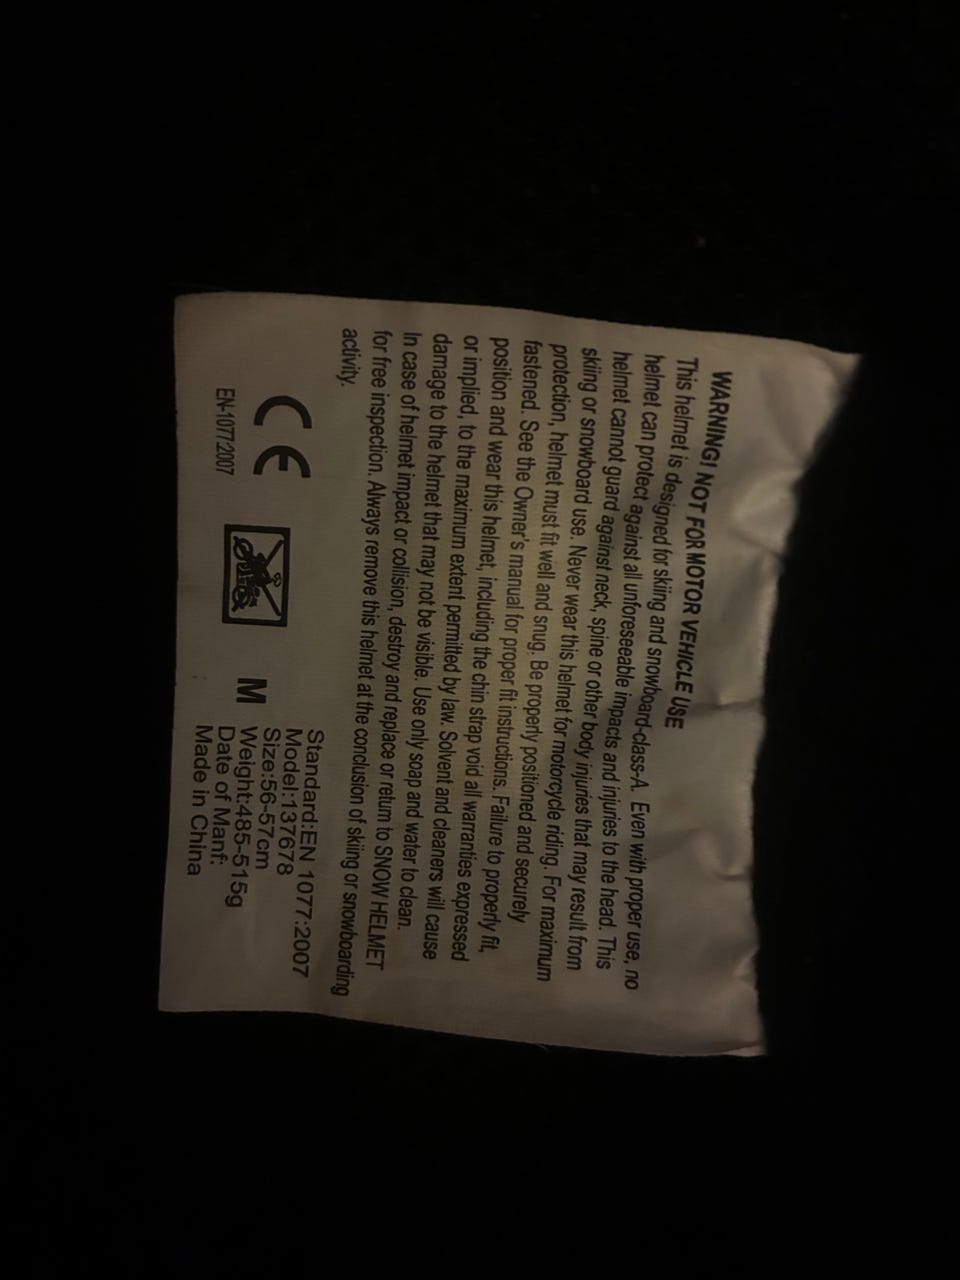 WARNING! NOT FOR MOTOR VEHICLE USE
This helmet is designed for skiing and snowboard-class-A. Even with proper use, no
helmet can protect against all unforeseeable impacts and injuries to the head. This
helmet cannot guard against neck, spine or other body injuries that may result from
skiing or snowboard use. Never wear this helmet for motorcycle riding. For maximum
protection, helmet must fit well and snug. Be properly positioned and securely
fastened. See the Owner's manual for proper fit instructions. Failure to properly fit,
position and wear this helmet, including the chin strap void all warranties expressed
or implied, to the maximum extent permitted by law. Solvent and cleaners will cause
damage to the helmet that may not be visible. Use only soap and water to clean.
In case of helmet impact or collision, destroy and replace or return to SNOW HELMET
for free inspection. Always remove this helmet at the conclusion of skiing or snowboarding
activity.
CE
EN-1077:2007
M
Standard:EN 1077:2007
Model:137678
Size:56-57cm
Weight:485-515g
Date of Manf:
Made in China